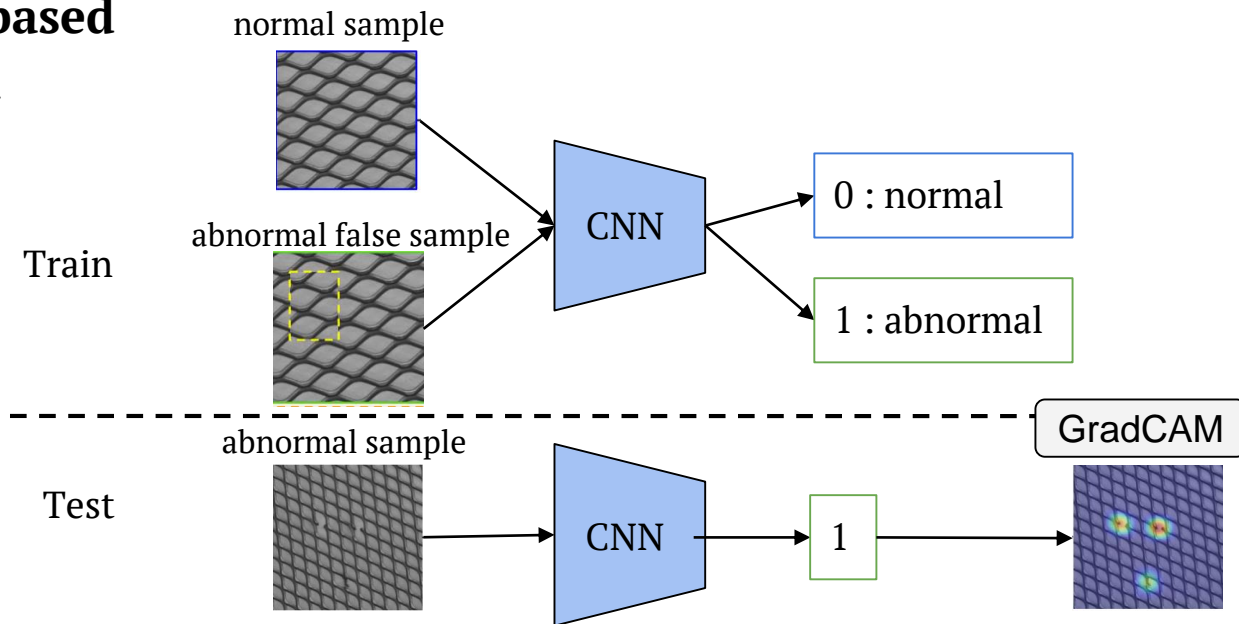 based
normal sample
abnormal false sample
Train
CNN
0 : normal
1 : abnormal
GradCAM
abnormal sample
Test
CNN
1